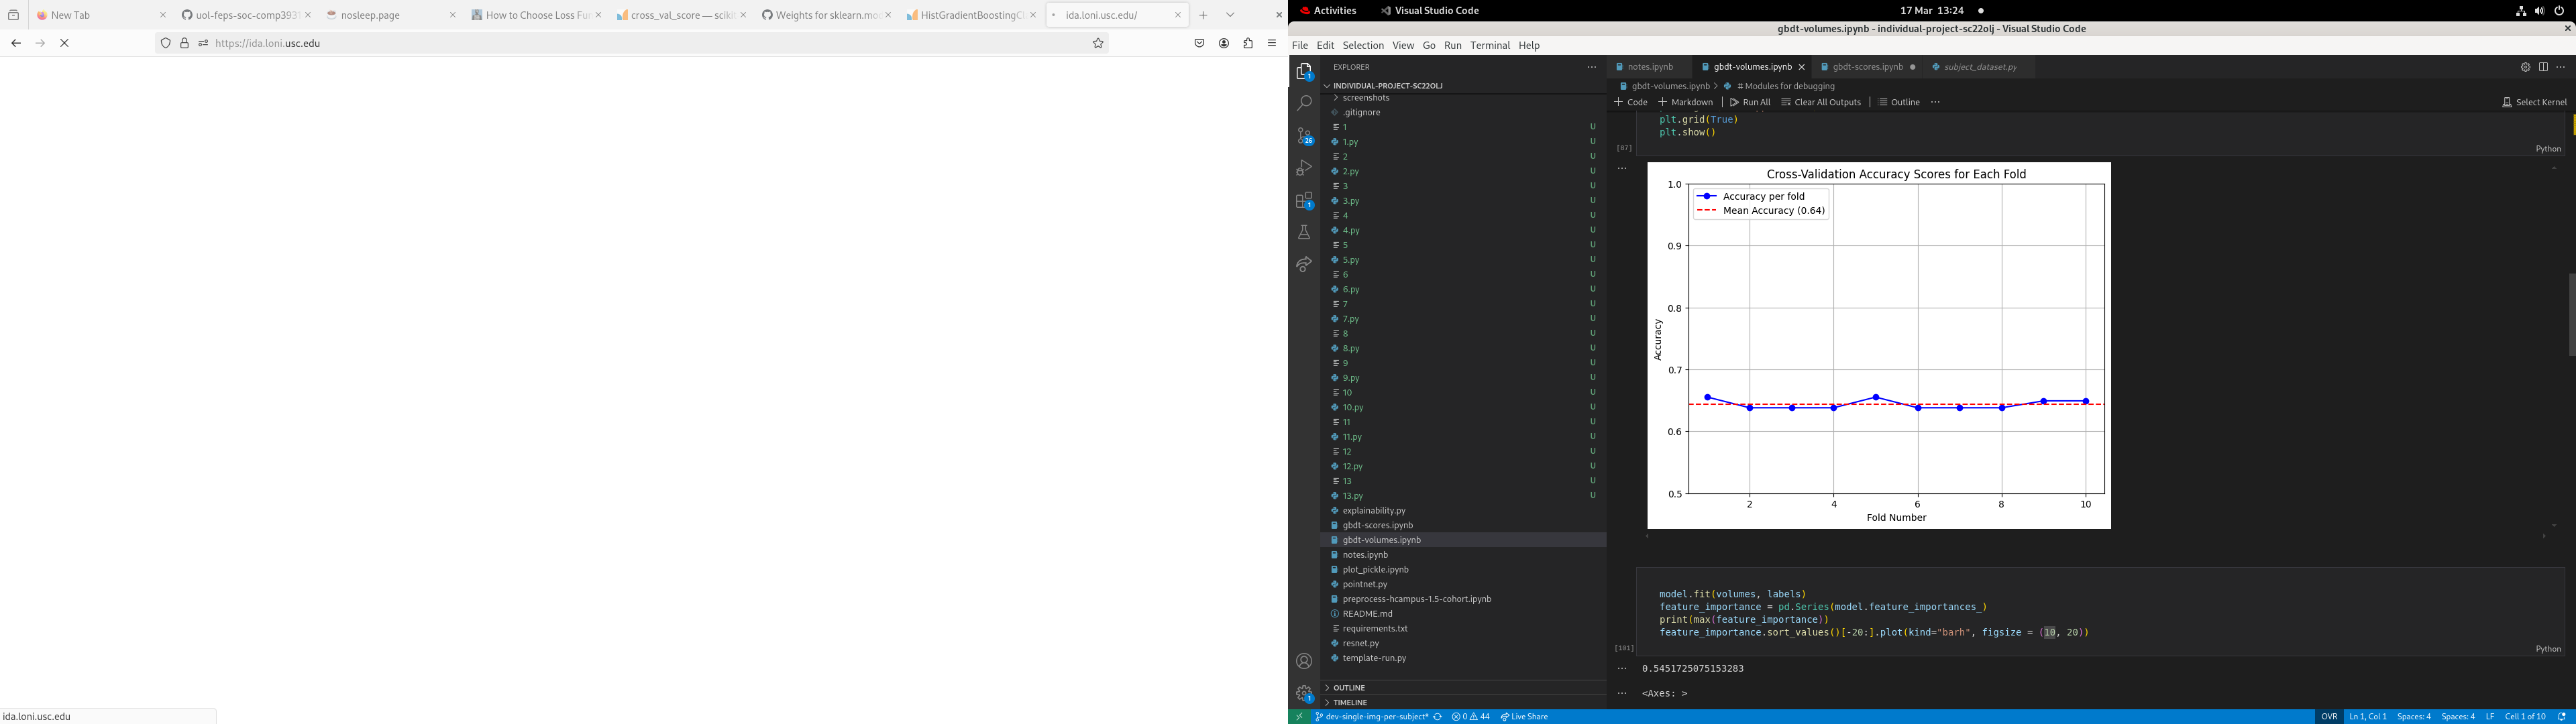 Activities
Visual Studio Code
17 Mar 13:24
New Tab
uol-feps-soc-comp3931
nosleep.page
How to Choose Loss Fun
cross_val_score — scikit
Weights for sklearn.mod
HistGradientBoostingCl
ida.loni.usc.edu/
https://ida.loni.usc.edu
ida.loni.usc.edu
gbdt-volumes.ipynb - individual-project-sc22olj - Visual Studio Code
File Edit Selection View Go Run Terminal Help
EXPLORER
INDIVIDUAL-PROJECT-SC22OLJ
screenshots
.gitignore
1 U
1.py U
2 U
2.py U
3 U
3.py U
4 U
4.py U
5 U
5.py U
6 U
6.py U
7 U
7.py U
8 U
8.py U
9 U
9.py U
10 U
10.py U
11 U
11.py U
12 U
12.py U
13 U
13.py U
explainability.py
gbdt-scores.ipynb
gbdt-volumes.ipynb
notes.ipynb
plot_pickle.ipynb
pointnet.py
preprocess-hcampus-1.5-cohort.ipynb
README.md
requirements.txt
resnet.py
template-run.py
OUTLINE
TIMELINE
1
26
1
1
notes.ipynb
gbdt-volumes.ipynb
gbdt-scores.ipynb
subject_dataset.py
gbdt-volumes.ipynb > # Modules for debugging
Code
Markdown
Run All
Clear All Outputs
Outline
Select Kernel
plt.grid(True)
plt.show()
[87]
Python
Cross-Validation Accuracy Scores for Each Fold
Accuracy per fold
Mean Accuracy (0.64)
1.0
0.9
0.8
0.7
0.6
0.5
Accuracy
2 4 6 8 10
Fold Number
model.fit(volumes, labels)
feature_importance = pd.Series(model.feature_importances_)
print(max(feature_importance))
feature_importance.sort_values()[-20:].plot(kind="barh", figsize = (10, 20))
[101]
Python
0.5451725075153283
<Axes: >
dev-single-img-per-subject*
0 44
Live Share
OVR
Ln 1, Col 1
Spaces: 4
Spaces: 4
LF
Cell 1 of 10